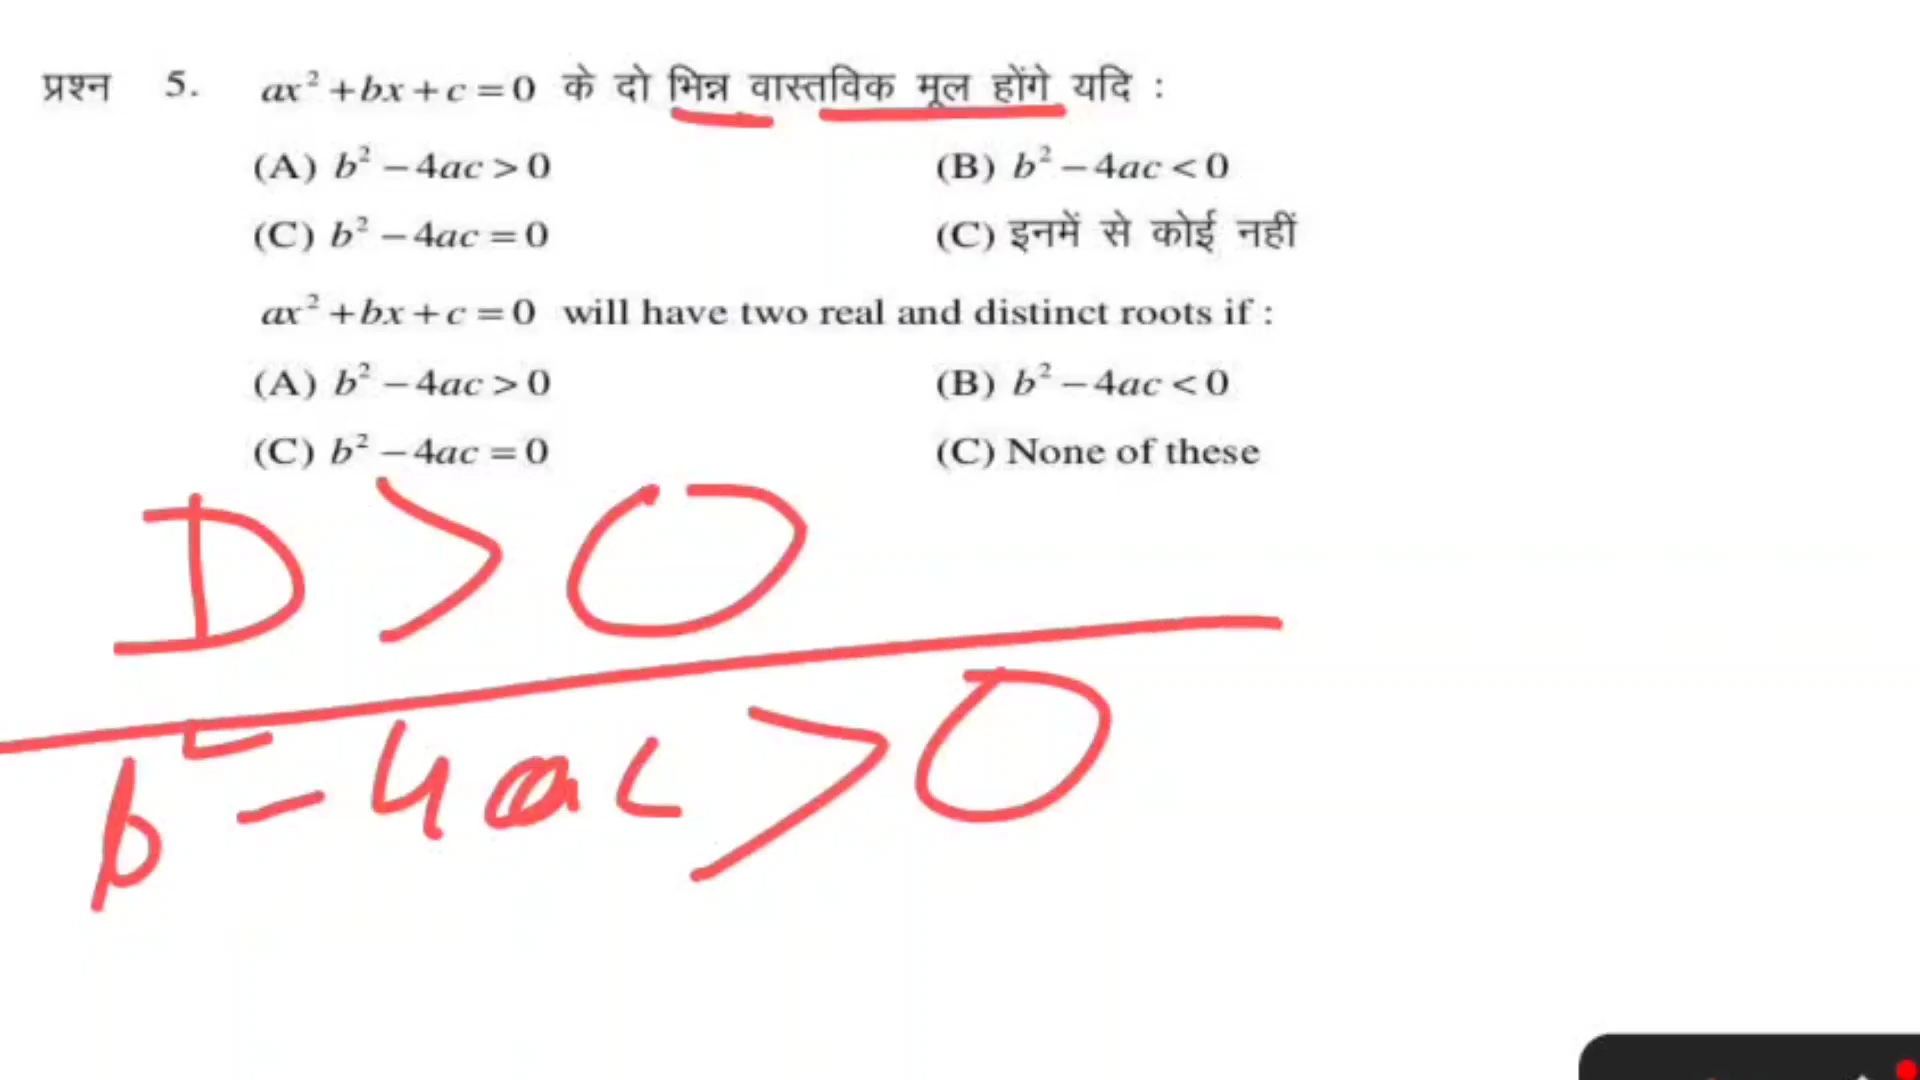 प्रश्न 5. ax² + bx + c = 0 के दो भिन्न वास्तविक मूल होंगे यदि :
(A) b² – 4ac > 0 (B) b² – 4ac < 0
(C) b² – 4ac = 0 (C) इनमें से कोई नहीं
ax² + bx + c = 0 will have two real and distinct roots if :
(A) b² – 4ac > 0 (B) b² – 4ac < 0
(C) b² – 4ac = 0 (C) None of these
D > 0
b² – 4ac > 0